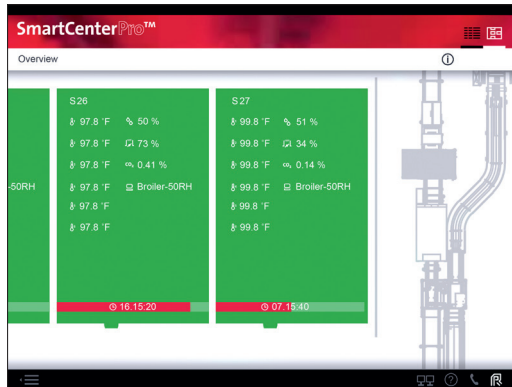 SmartCenterPro™
Overview
-50RH
S26
97.8 °F % 50 %
97.8 °F 73 %
97.8 °F CO₂ 0.41 %
97.8 °F Broiler-50RH
97.8 °F
97.8 °F
16.15:20
S27
99.8 °F % 51 %
99.8 °F 34 %
99.8 °F CO₂ 0.14 %
99.8 °F Broiler-50RH
99.8 °F
99.8 °F
07.15:40